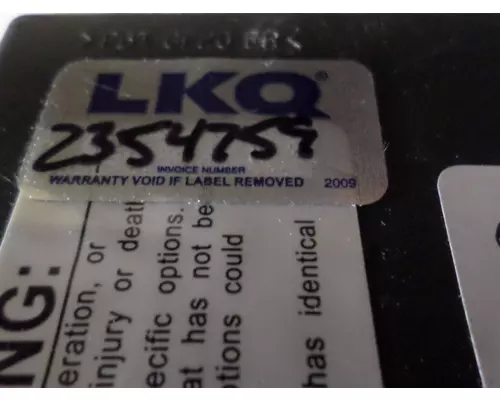 LKQ®
2354759
INVOICE NUMBER
WARRANTY VOID IF LABEL REMOVED 2009
NG:
eration, or
injury or death
ecific options.
at has not be
ptions could
has identical